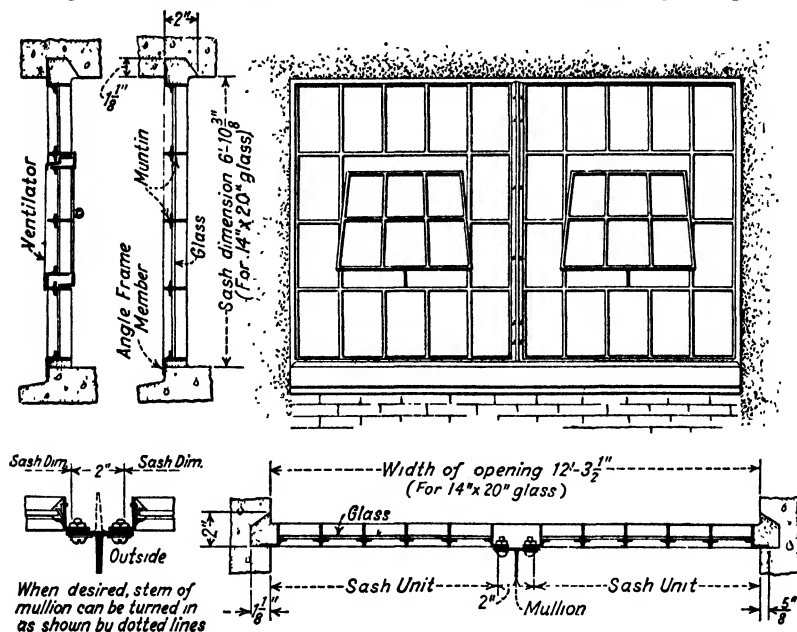 2"
1 1/8"
Ventilator
Muntin
Glass
Angle Frame
Member
Sash dimension 6-10 3/8"
(For 14"x 20" glass)
Sash Dim.
2"
Sash Dim.
Outside
When desired, stem of
mullion can be turned in
as shown by dotted lines
Width of opening 12'-3 1/2"
(For 14"x 20" glass)
Glass
2"
Sash Unit
Sash Unit
1 1/8"
2"
Mullion
5/8"